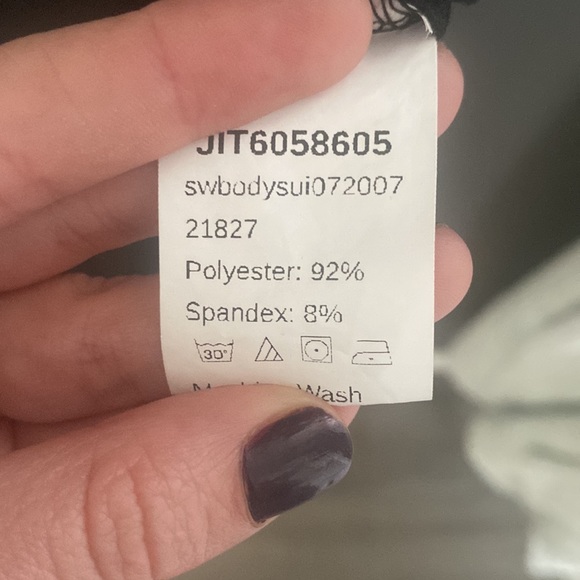 JIT6058605
swbodysui072007
21827
Polyester: 92%
Spandex: 8%
30°
Wash